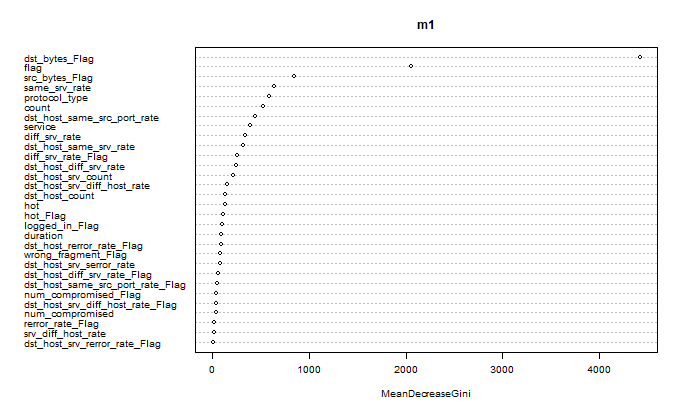 m1
dst_bytes_Flag
flag
src_bytes_Flag
same_srv_rate
protocol_type
count
dst_host_same_src_port_rate
service
diff_srv_rate
dst_host_same_srv_rate
diff_srv_rate_Flag
dst_host_diff_srv_rate
dst_host_srv_count
dst_host_srv_diff_host_rate
dst_host_count
hot
hot_Flag
logged_in_Flag
duration
dst_host_rerror_rate_Flag
wrong_fragment_Flag
dst_host_srv_serror_rate
dst_host_diff_srv_rate_Flag
dst_host_same_src_port_rate_Flag
num_compromised_Flag
dst_host_srv_diff_host_rate_Flag
num_compromised
rerror_rate_Flag
srv_diff_host_rate
dst_host_srv_rerror_rate_Flag
0 1000 2000 3000 4000
MeanDecreaseGini